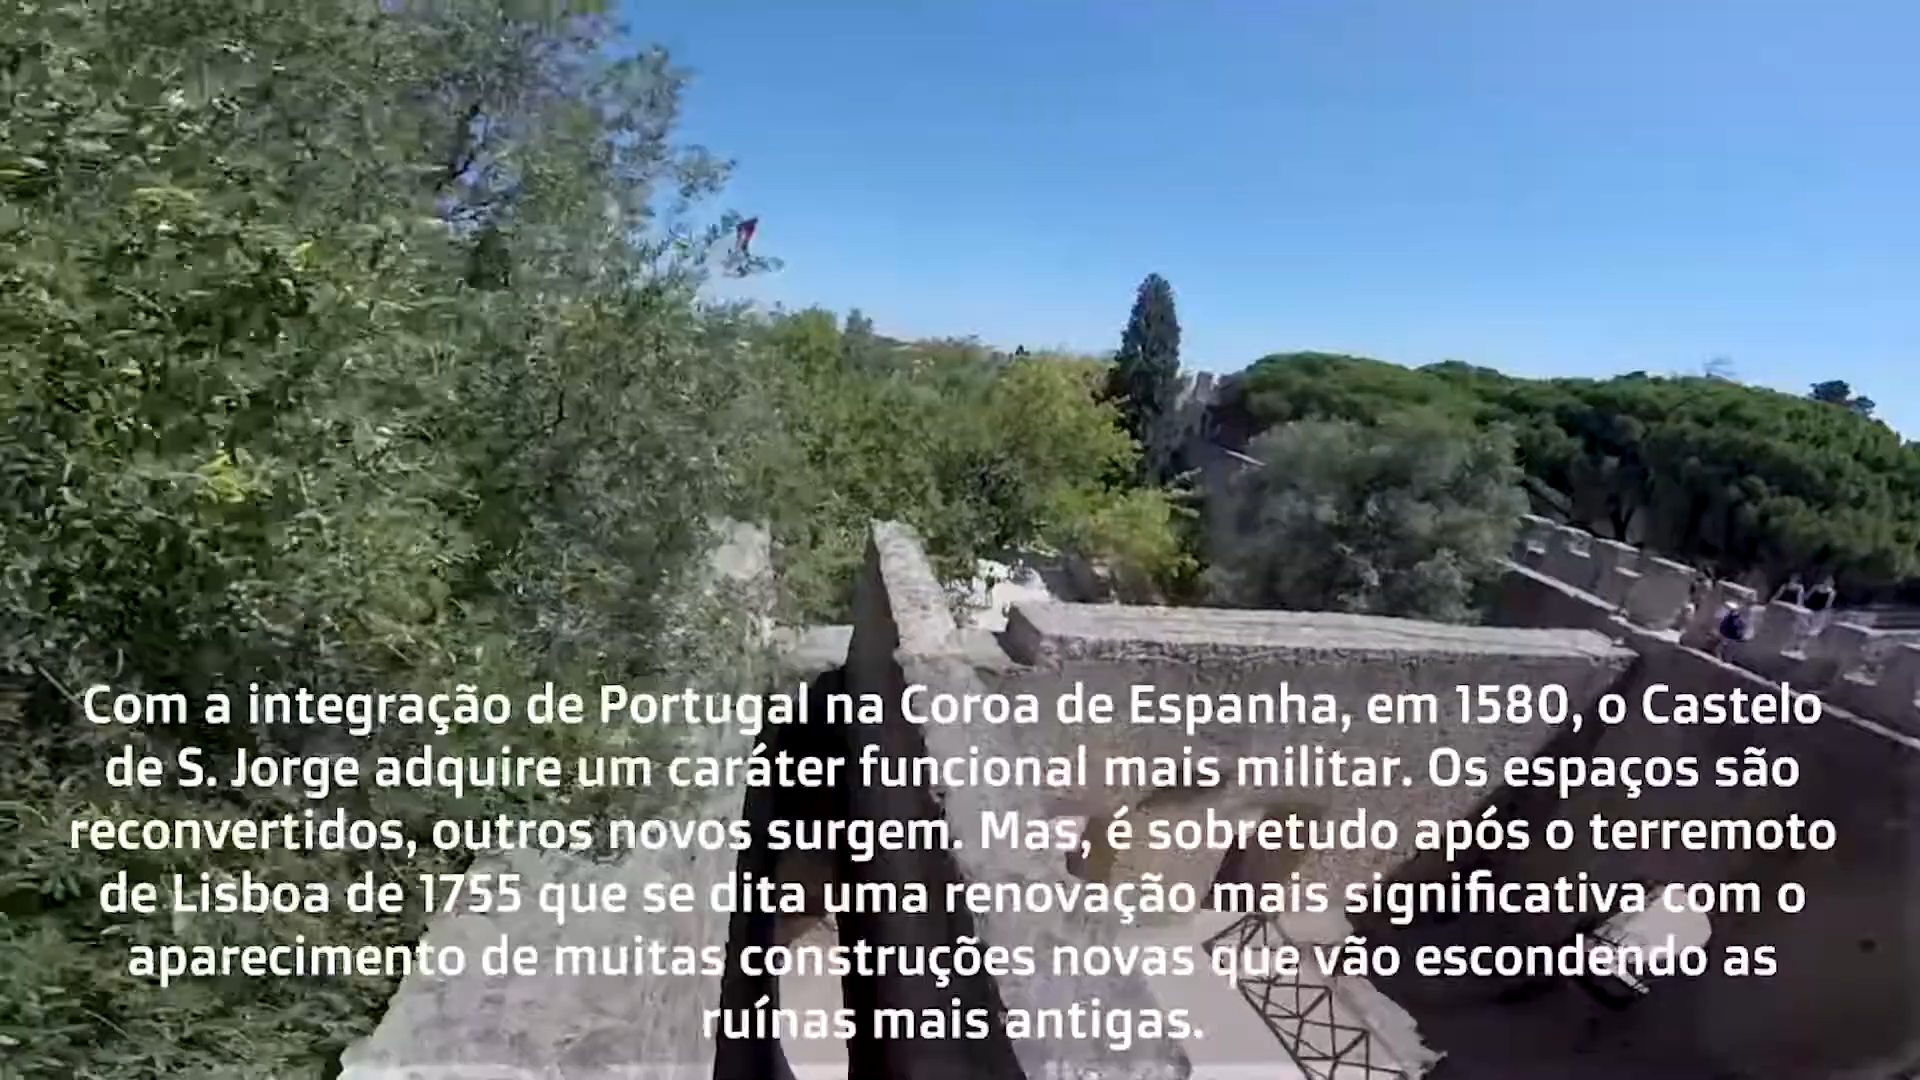 Com a integração de Portugal na Coroa de Espanha, em 1580, o Castelo
de S. Jorge adquire um caráter funcional mais militar. Os espaços são
reconvertidos, outros novos surgem. Mas, é sobretudo após o terremoto
de Lisboa de 1755 que se dita uma renovação mais significativa com o
aparecimento de muitas construções novas que vão escondendo as
ruínas mais antigas.